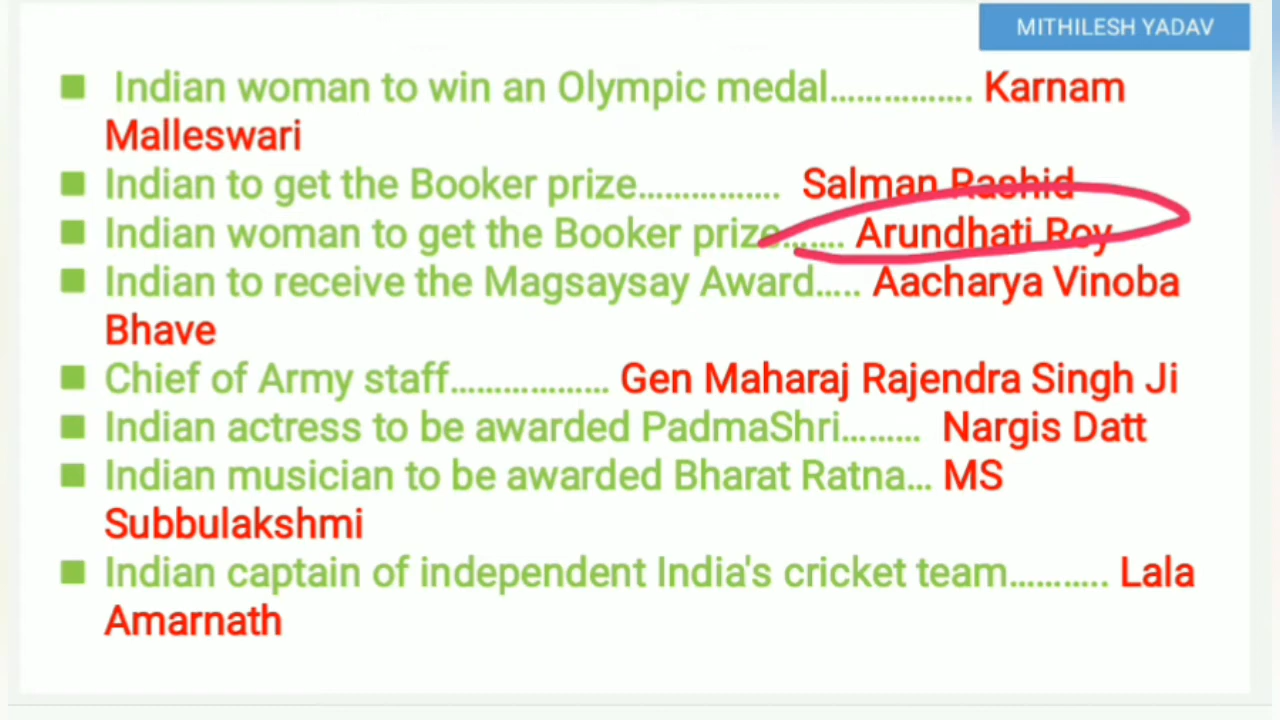 MITHILESH YADAV
■ Indian woman to win an Olympic medal................ Karnam
Malleswari
■ Indian to get the Booker prize................ Salman Rashid
■ Indian woman to get the Booker prize....... Arundhati Roy
■ Indian to receive the Magsaysay Award..... Aacharya Vinoba
Bhave
■ Chief of Army staff.................. Gen Maharaj Rajendra Singh Ji
■ Indian actress to be awarded PadmaShri......... Nargis Datt
■ Indian musician to be awarded Bharat Ratna... MS
Subbulakshmi
■ Indian captain of independent India's cricket team........... Lala
Amarnath